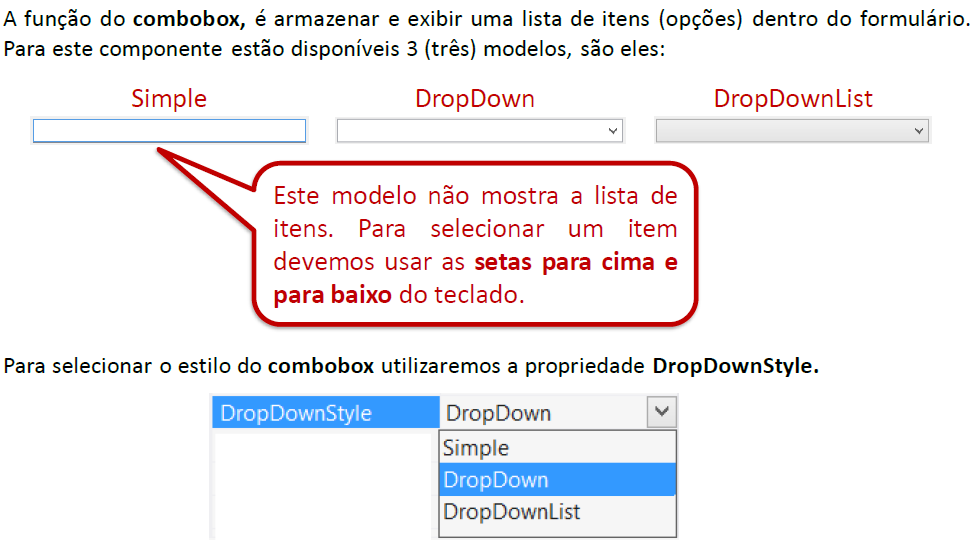 A função do combobox, é armazenar e exibir uma lista de itens (opções) dentro do formulário.
Para este componente estão disponíveis 3 (três) modelos, são eles:
Simple
DropDown
DropDownList
Este modelo não mostra a lista de
itens. Para selecionar um item
devemos usar as setas para cima e
para baixo do teclado.
Para selecionar o estilo do combobox utilizaremos a propriedade DropDownStyle.
DropDownStyle DropDown
Simple
DropDown
DropDownList